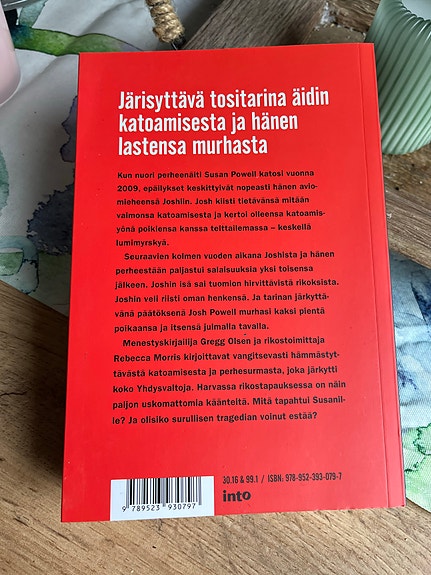 Järisyttävä tositarina äidin
katoamisesta ja hänen
lastensa murhasta
Kun nuori perheenäiti Susan Powell katosi vuonna
2009, epäilykset keskittyivät nopeasti hänen avio-
mieheensä Joshiin. Josh kiisti tietävänsä mitään
vaimonsa katoamisesta ja kertoi olleensa katoamis-
yönä poikiensa kanssa telttailemassa – keskellä
lumimyrskyä.
Seuraavien kolmen vuoden aikana Joshista ja hänen
perheestään paljastui salaisuuksia yksi toisensa
jälkeen. Joshin isä sai tuomion hirvittävistä rikoksista.
Joshin veli riisti oman henkensä. Ja tarinan järkyttä-
vänä päätöksenä Josh Powell murhasi kaksi pientä
poikaansa ja itsensä julmalla tavalla.
Menestyskirjailija Gregg Olsen ja rikostoimittaja
Rebecca Morris kirjoittavat vangitsevasti hämmästyt-
tävästä katoamisesta ja perhesurmasta, joka järkytti
koko Yhdysvaltoja. Harvassa rikostapauksessa on näin
paljon uskomattomia käänteitä. Mitä tapahtui Susanil-
le? Ja olisiko surullisen tragedian voinut estää?
30.16 & 99.1 / ISBN: 978-952-393-079-7
into
9 789523 930797